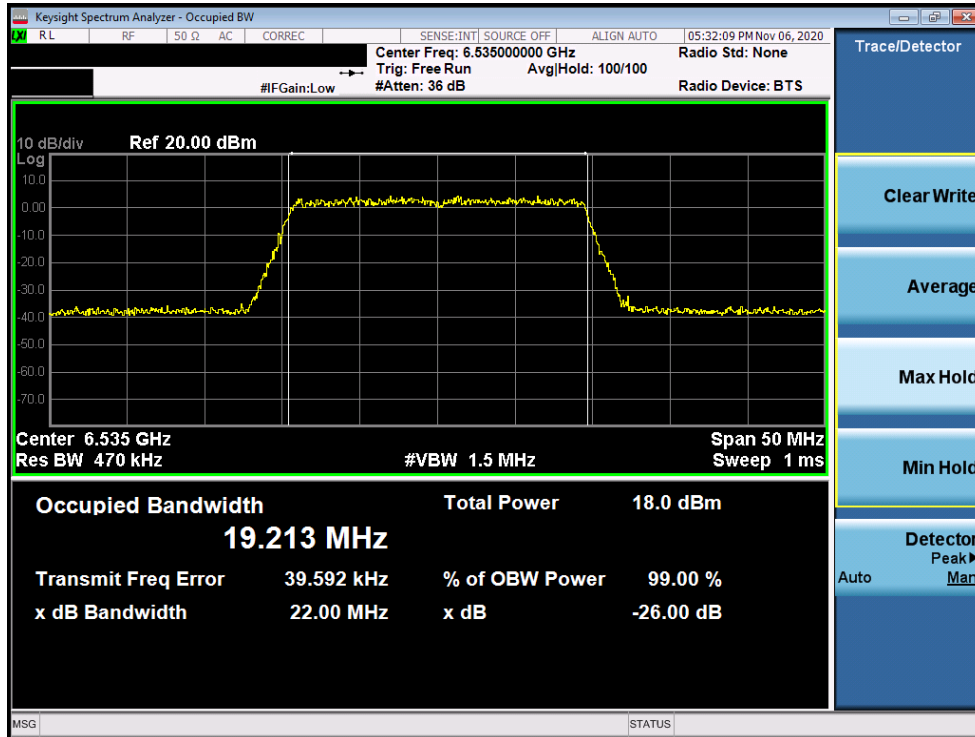 Keysight Spectrum Analyzer - Occupied BW
LXI RL RF 50 Ω AC CORREC SENSE:INT SOURCE OFF ALIGN AUTO 05:32:09 PM Nov 06, 2020
Center Freq: 6.535000000 GHz Radio Std: None
Trig: Free Run Avg|Hold: 100/100
#IFGain:Low #Atten: 36 dB Radio Device: BTS
Trace/Detector
10 dB/div Ref 20.00 dBm
Log
10.0
0.00
-10.0
-20.0
-30.0
-40.0
-50.0
-60.0
-70.0
Center 6.535 GHz Span 50 MHz
Res BW 470 kHz #VBW 1.5 MHz Sweep 1 ms
Occupied Bandwidth Total Power 18.0 dBm
19.213 MHz
Transmit Freq Error 39.592 kHz % of OBW Power 99.00 %
x dB Bandwidth 22.00 MHz x dB -26.00 dB
Clear Write
Average
Max Hold
Min Hold
Detector
Peak▶
Auto Man
MSG STATUS